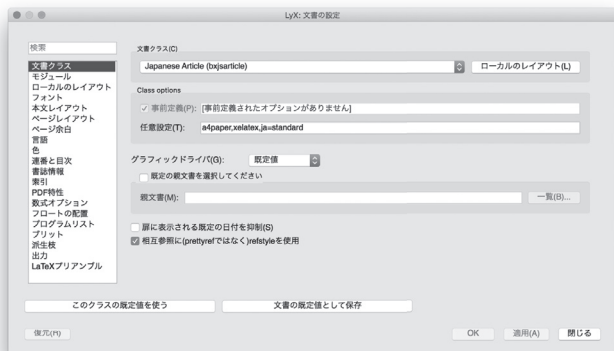 LyX: 文書の設定
検索
文書クラス
モジュール
ローカルのレイアウト
フォント
本文レイアウト
ページレイアウト
ページ余白
言語
色
連番と目次
書誌情報
索引
PDF特性
数式オプション
フロートの配置
プログラムリスト
ブリット
派生枝
出力
LaTeXプリアンブル
文書クラス(C)
Japanese Article (bxjsarticle)
ローカルのレイアウト(L)
Class options
事前定義(P): [事前定義されたオプションがありません]
任意設定(T): a4paper,xelatex,ja=standard
グラフィックドライバ(G): 既定値
既定の親文書を選択してください
親文書(M): 一覧(B)...
扉に表示される既定の日付を抑制(S)
相互参照に(prettyrefではなく)refstyleを使用
このクラスの既定値を使う 文書の既定値として保存
復元(R) OK 適用(A) 閉じる